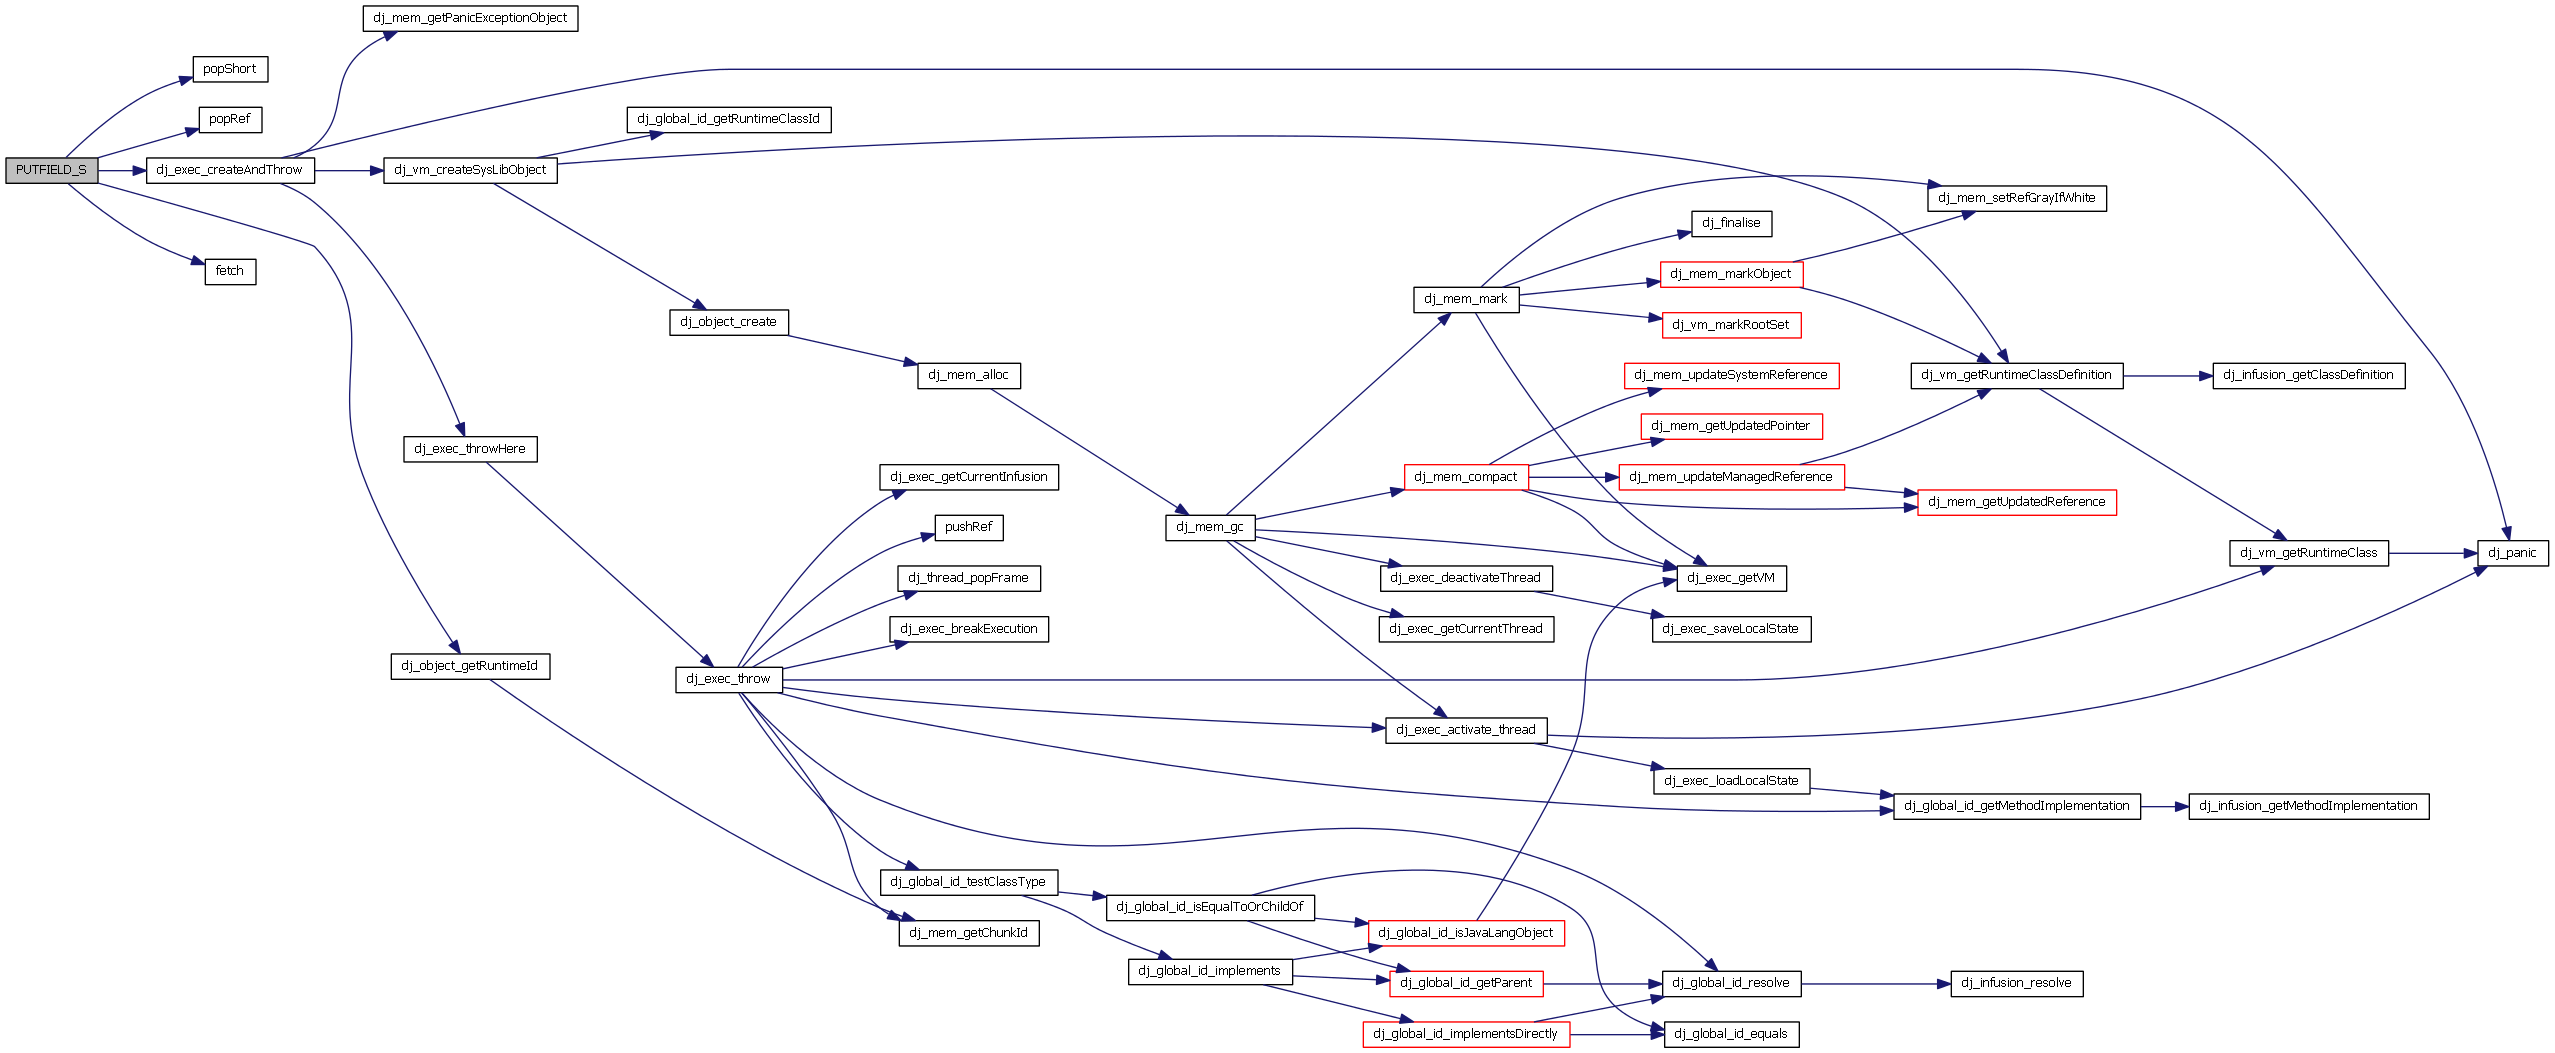 dj_mem_getPanicExceptionObject
popShort
popRef
dj_global_id_getRuntimeClassId
PUTFIELD_S
dj_exec_createAndThrow
dj_vm_createSysLibObject
dj_mem_setRefGrayIfWhite
dj_finalise
fetch
dj_mem_markObject
dj_mem_mark
dj_object_create
dj_vm_markRootSet
dj_mem_alloc
dj_mem_updateSystemReference
dj_vm_getRuntimeClassDefinition
dj_infusion_getClassDefinition
dj_mem_getUpdatedPointer
dj_exec_throwHere
dj_exec_getCurrentInfusion
dj_mem_compact
dj_mem_updateManagedReference
dj_mem_getUpdatedReference
pushRef
dj_mem_gc
dj_vm_getRuntimeClass
dj_panic
dj_thread_popFrame
dj_exec_deactivateThread
dj_exec_getVM
dj_exec_breakExecution
dj_exec_getCurrentThread
dj_exec_saveLocalState
dj_object_getRuntimeId
dj_exec_throw
dj_exec_activate_thread
dj_exec_loadLocalState
dj_global_id_getMethodImplementation
dj_infusion_getMethodImplementation
dj_global_id_testClassType
dj_global_id_isEqualToOrChildOf
dj_mem_getChunkId
dj_global_id_isJavaLangObject
dj_global_id_implements
dj_global_id_getParent
dj_global_id_resolve
dj_infusion_resolve
dj_global_id_implementsDirectly
dj_global_id_equals